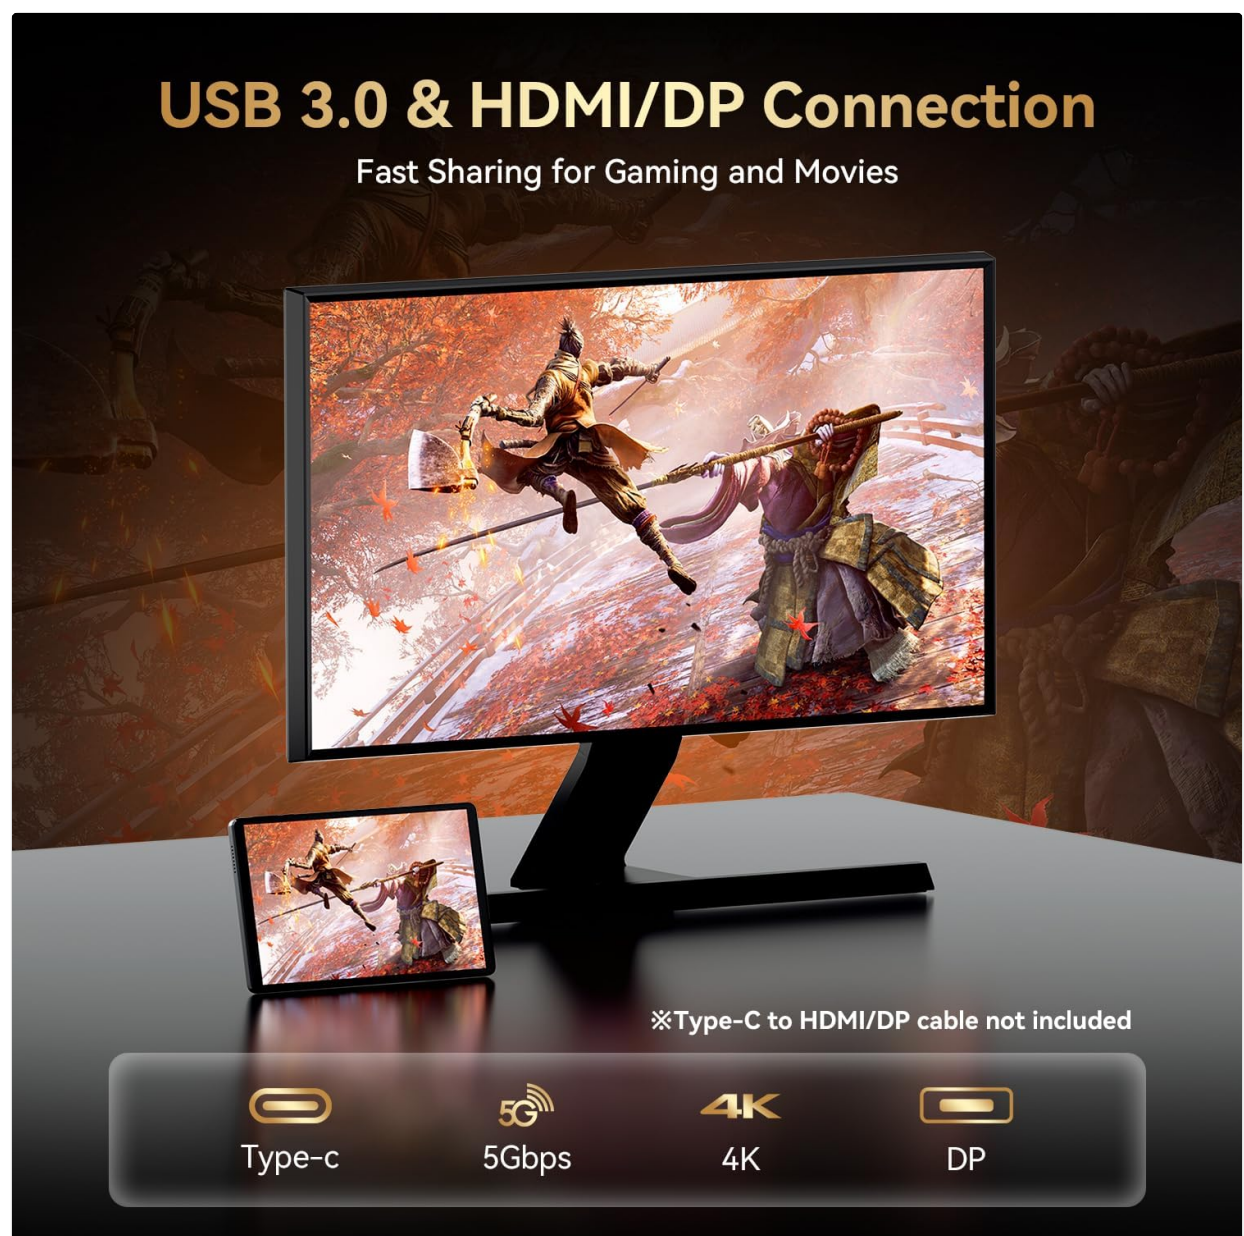 USB 3.0 & HDMI/DP Connection
Fast Sharing for Gaming and Movies
※Type-C to HDMI/DP cable not included
5G
4K
Type-c
5Gbps
4K
DP